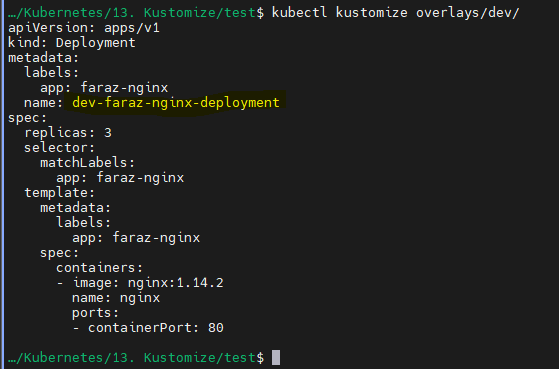 …/Kubernetes/13. Kustomize/test$ kubectl kustomize overlays/dev/
apiVersion: apps/v1
kind: Deployment
metadata:
  labels:
    app: faraz-nginx
  name: dev-faraz-nginx-deployment
spec:
  replicas: 3
  selector:
    matchLabels:
      app: faraz-nginx
  template:
    metadata:
      labels:
        app: faraz-nginx
    spec:
      containers:
      - image: nginx:1.14.2
        name: nginx
        ports:
        - containerPort: 80
…/Kubernetes/13. Kustomize/test$